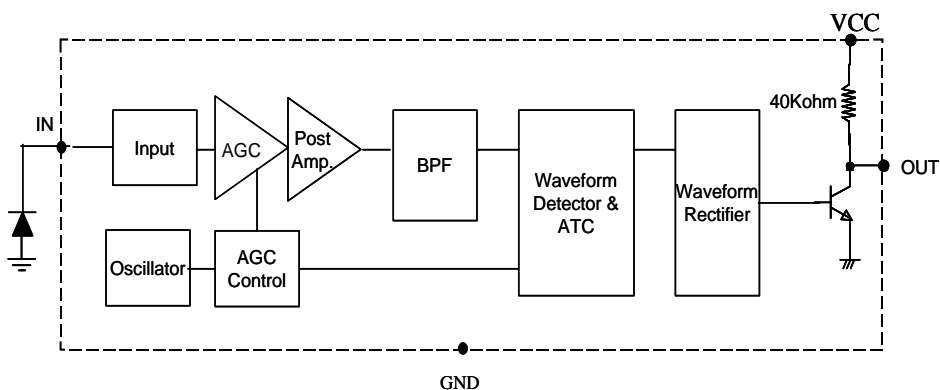 VCC
40Kohm
IN
Input
AGC
Post
Amp.
BPF
Waveform
Detector &
ATC
Waveform
Rectifier
OUT
Oscillator
AGC
Control
GND